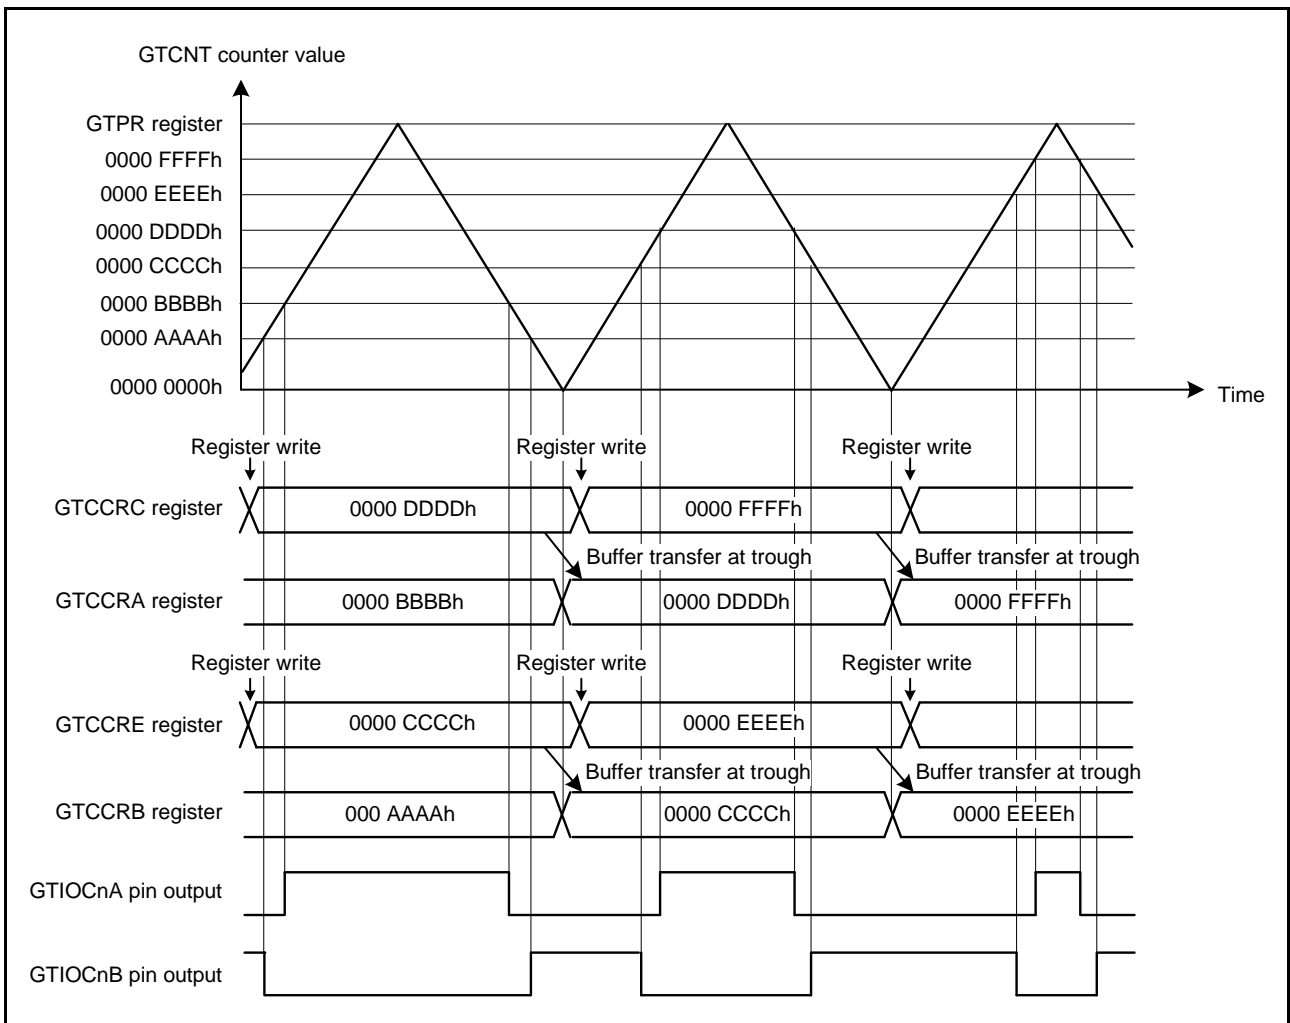 GTCNT counter value
GTPR register
0000 FFFFh
0000 EEEEh
0000 DDDDh
0000 CCCCh
0000 BBBBh
0000 AAAAh
0000 0000h
Time
Register write Register write Register write
GTCCRC register 0000 DDDDh 0000 FFFFh
Buffer transfer at trough Buffer transfer at trough
GTCCRA register 0000 BBBBh 0000 DDDDh 0000 FFFFh
Register write Register write Register write
GTCCRE register 0000 CCCCh 0000 EEEEh
Buffer transfer at trough Buffer transfer at trough
GTCCRB register 000 AAAAh 0000 CCCCh 0000 EEEEh
GTIOCnA pin output
GTIOCnB pin output